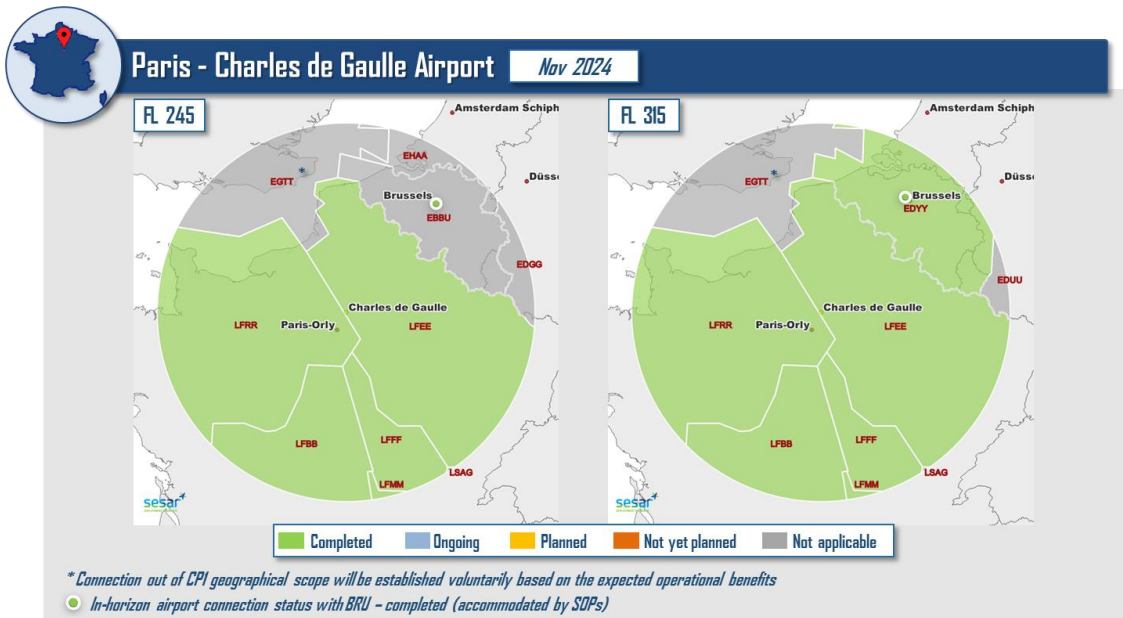 Paris - Charles de Gaulle Airport
Nov 2024
FL 245
Amsterdam Schiph
EHAA
EGTT
*
Düss
Brussels
EBBU
EDGG
Charles de Gaulle
LFRR
Paris-Orly
LFEE
LFBB
LFFF
LSAG
LFMM
sesar
FL 315
Amsterdam Schiph
EGTT
*
Düss
Brussels
EDYY
EDUU
Charles de Gaulle
LFRR
Paris-Orly
LFEE
LFBB
LFFF
LSAG
LFMM
sesar
Completed
Ongoing
Planned
Not yet planned
Not applicable
* Connection out of CP1 geographical scope will be established voluntarily based on the expected operational benefits
In-horizon airport connection status with BRU – completed (accommodated by SOPs)